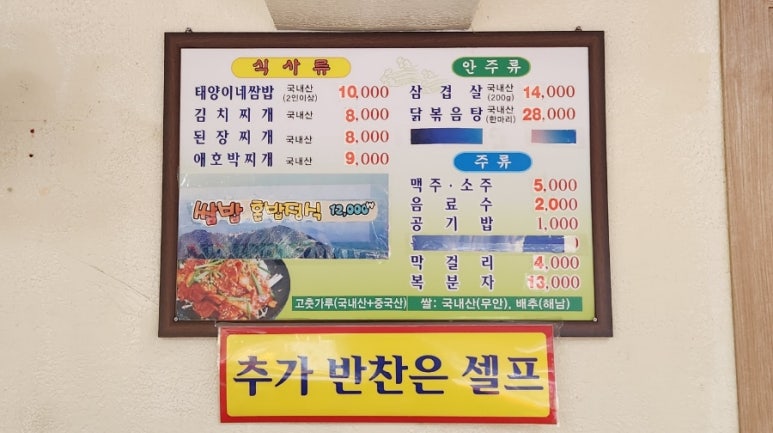 식사류
태양이네쌈밥 국내산 (2인이상) 10,000
김치찌개 국내산 8,000
된장찌개 국내산 8,000
애호박찌개 국내산 9,000
쌈밥 혼밥정식 12,000₩
안주류
삼겹살 국내산 (200g) 14,000
닭볶음탕 국내산 (한마리) 28,000
주류
맥주·소주 5,000
음료수 2,000
공기밥 1,000
막걸리 4,000
복분자 13,000
고춧가루(국내산+중국산) 쌀: 국내산(무안), 배추(해남)
추가 반찬은 셀프